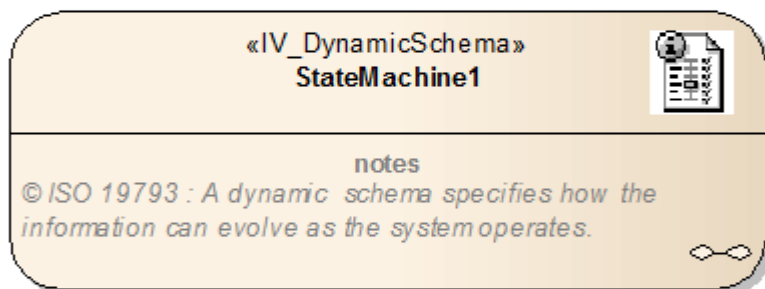 «IV_DynamicSchema»
StateMachine1
notes
© ISO 19793 : A dynamic schema specifies how the
information can evolve as the system operates.